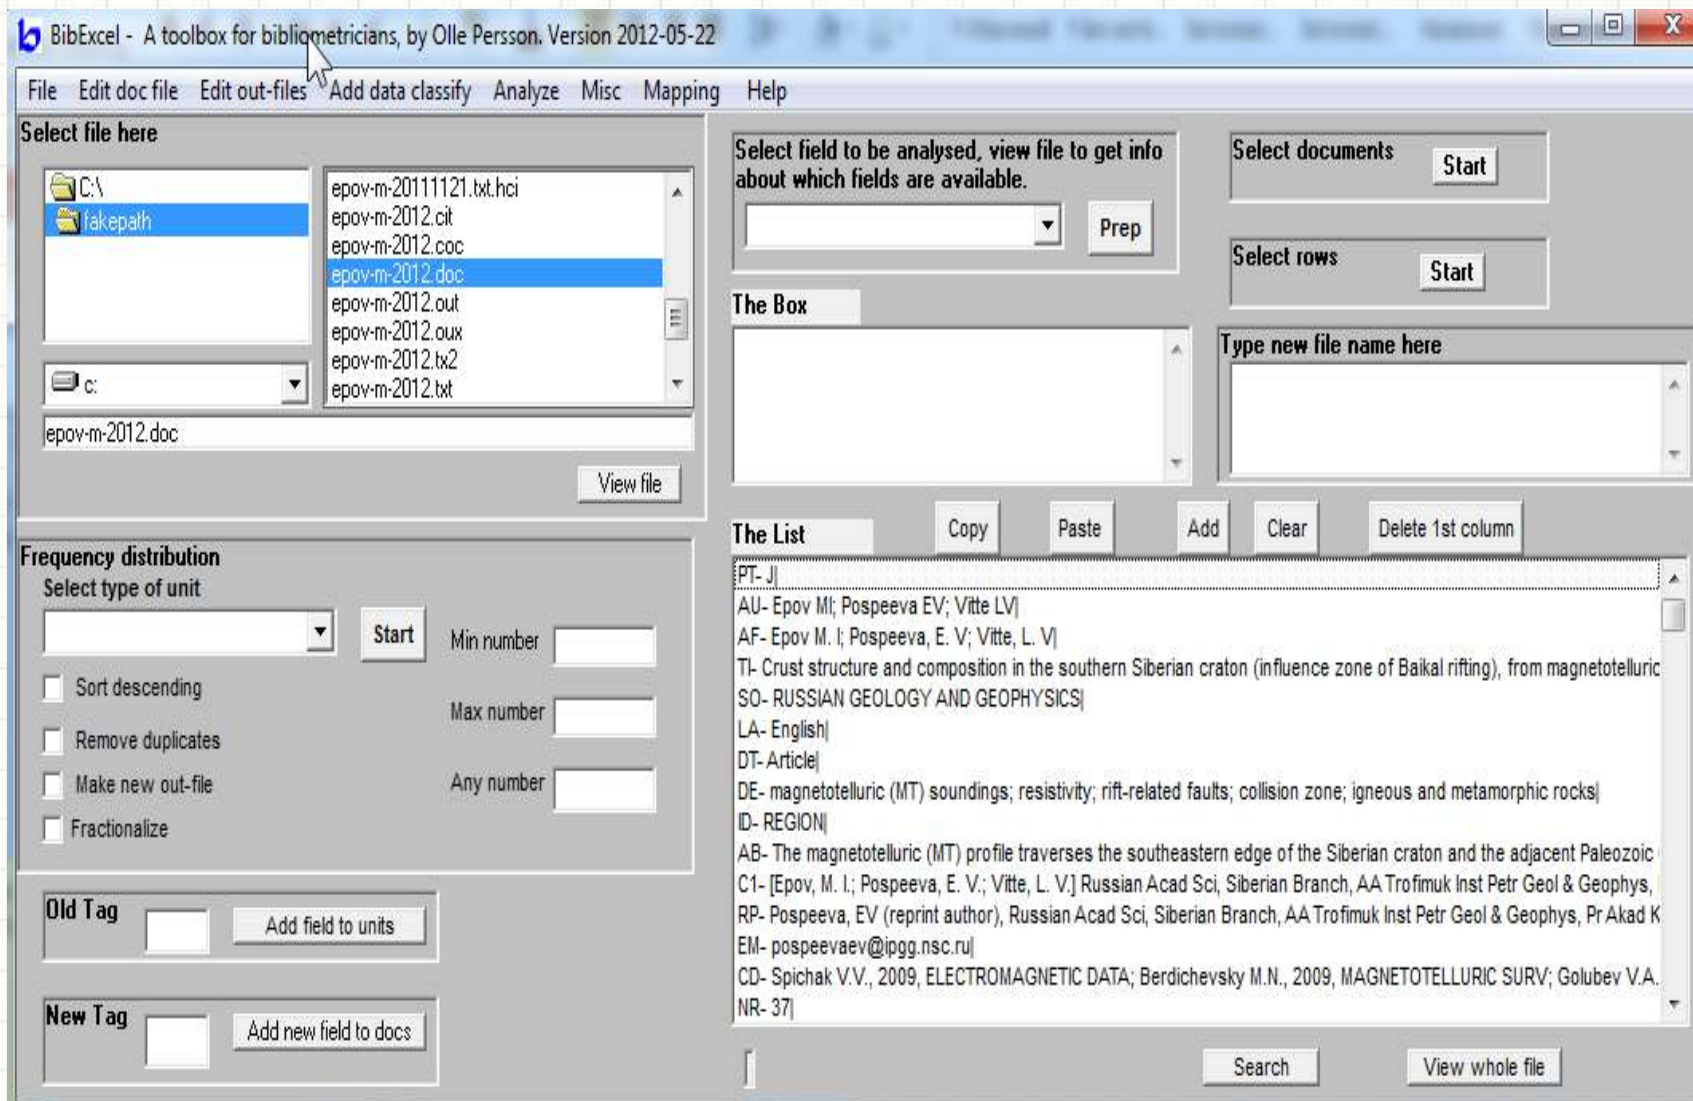 BibExcel - A toolbox for bibliometricians, by Olle Persson. Version 2012-05-22
File Edit doc file Edit out-files Add data classify Analyze Misc Mapping Help
Select file here
C:\
fakepath
epov-m-20111121.txt.hci
epov-m-2012.cit
epov-m-2012.coc
epov-m-2012.doc
epov-m-2012.out
epov-m-2012.oux
epov-m-2012.tx2
epov-m-2012.txt
c:
epov-m-2012.doc
View file
Select field to be analysed, view file to get info
about which fields are available.
Prep
Select documents
Start
Select rows
Start
The Box
Type new file name here
Frequency distribution
Select type of unit
Start
Min number
Sort descending
Max number
Remove duplicates
Make new out-file
Any number
Fractionalize
Old Tag
Add field to units
New Tag
Add new field to docs
The List
Copy
Paste
Add
Clear
Delete 1st column
PT- J|
AU- Epov MI; Pospeeva EV; Vitte LV|
AF- Epov M. I; Pospeeva, E. V; Vitte, L. V|
TI- Crust structure and composition in the southern Siberian craton (influence zone of Baikal rifting), from magnetotelluric
SO- RUSSIAN GEOLOGY AND GEOPHYSICS|
LA- English|
DT- Article|
DE- magnetotelluric (MT) soundings; resistivity; rift-related faults; collision zone; igneous and metamorphic rocks|
ID- REGION|
AB- The magnetotelluric (MT) profile traverses the southeastern edge of the Siberian craton and the adjacent Paleozoic
C1- [Epov, M. I.; Pospeeva, E. V.; Vitte, L. V.] Russian Acad Sci, Siberian Branch, AA Trofimuk Inst Petr Geol & Geophys,
RP- Pospeeva, EV (reprint author), Russian Acad Sci, Siberian Branch, AA Trofimuk Inst Petr Geol & Geophys, Pr Akad K
EM- pospeevaev@ipgg.nsc.ru|
CD- Spichak V.V., 2009, ELECTROMAGNETIC DATA; Berdichevsky M.N., 2009, MAGNETOTELLURIC SURV; Golubev V.A.
NR- 37|
Search
View whole file